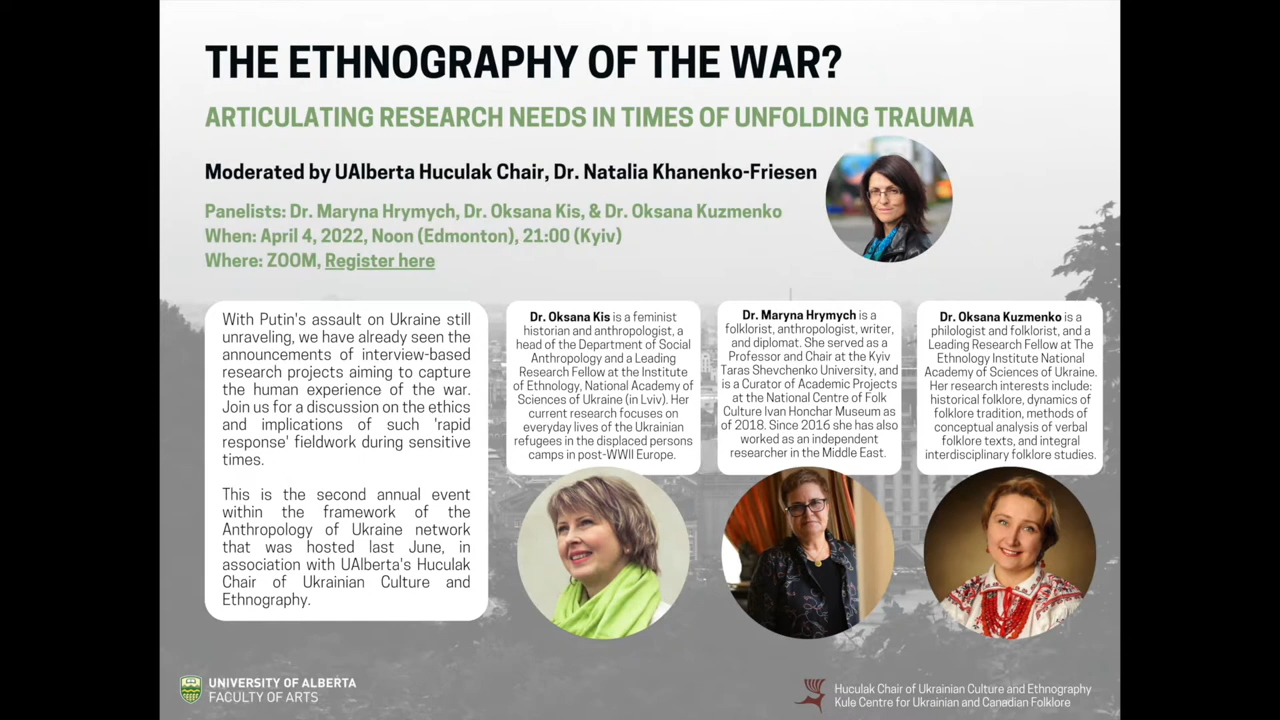 THE ETHNOGRAPHY OF THE WAR?
ARTICULATING RESEARCH NEEDS IN TIMES OF UNFOLDING TRAUMA
Moderated by UAlberta Huculak Chair, Dr. Natalia Khanenko-Friesen
Panelists: Dr. Maryna Hrymych, Dr. Oksana Kis, & Dr. Oksana Kuzmenko
When: April 4, 2022, Noon (Edmonton), 21:00 (Kyiv)
Where: ZOOM, Register here
With Putin's assault on Ukraine still
unraveling, we have already seen the
announcements of interview-based
research projects aiming to capture
the human experience of the war.
Join us for a discussion on the ethics
and implications of such 'rapid
response' fieldwork during sensitive
times.
This is the second annual event
within the framework of the
Anthropology of Ukraine network
that was hosted last June, in
association with UAlberta's Huculak
Chair of Ukrainian Culture and
Ethnography.
Dr. Oksana Kis is a feminist
historian and anthropologist, a
head of the Department of Social
Anthropology and a Leading
Research Fellow at the Institute
of Ethnology, National Academy of
Sciences of Ukraine (in Lviv). Her
current research focuses on
everyday lives of the Ukrainian
refugees in the displaced persons
camps in post-WWII Europe.
Dr. Maryna Hrymych is a
folklorist, anthropologist, writer,
and diplomat. She served as a
Professor and Chair at the Kyiv
Taras Shevchenko University, and
is a Curator of Academic Projects
at the National Centre of Folk
Culture Ivan Honchar Museum as
of 2018. Since 2016 she has also
worked as an independent
researcher in the Middle East.
Dr. Oksana Kuzmenko is a
philologist and folklorist, and a
Leading Research Fellow at The
Ethnology Institute National
Academy of Sciences of Ukraine.
Her research interests include:
historical folklore, dynamics of
folklore tradition, methods of
conceptual analysis of verbal
folklore texts, and integral
interdisciplinary folklore studies.
UNIVERSITY OF ALBERTA
FACULTY OF ARTS
Huculak Chair of Ukrainian Culture and Ethnography
Kule Centre for Ukrainian and Canadian Folklore